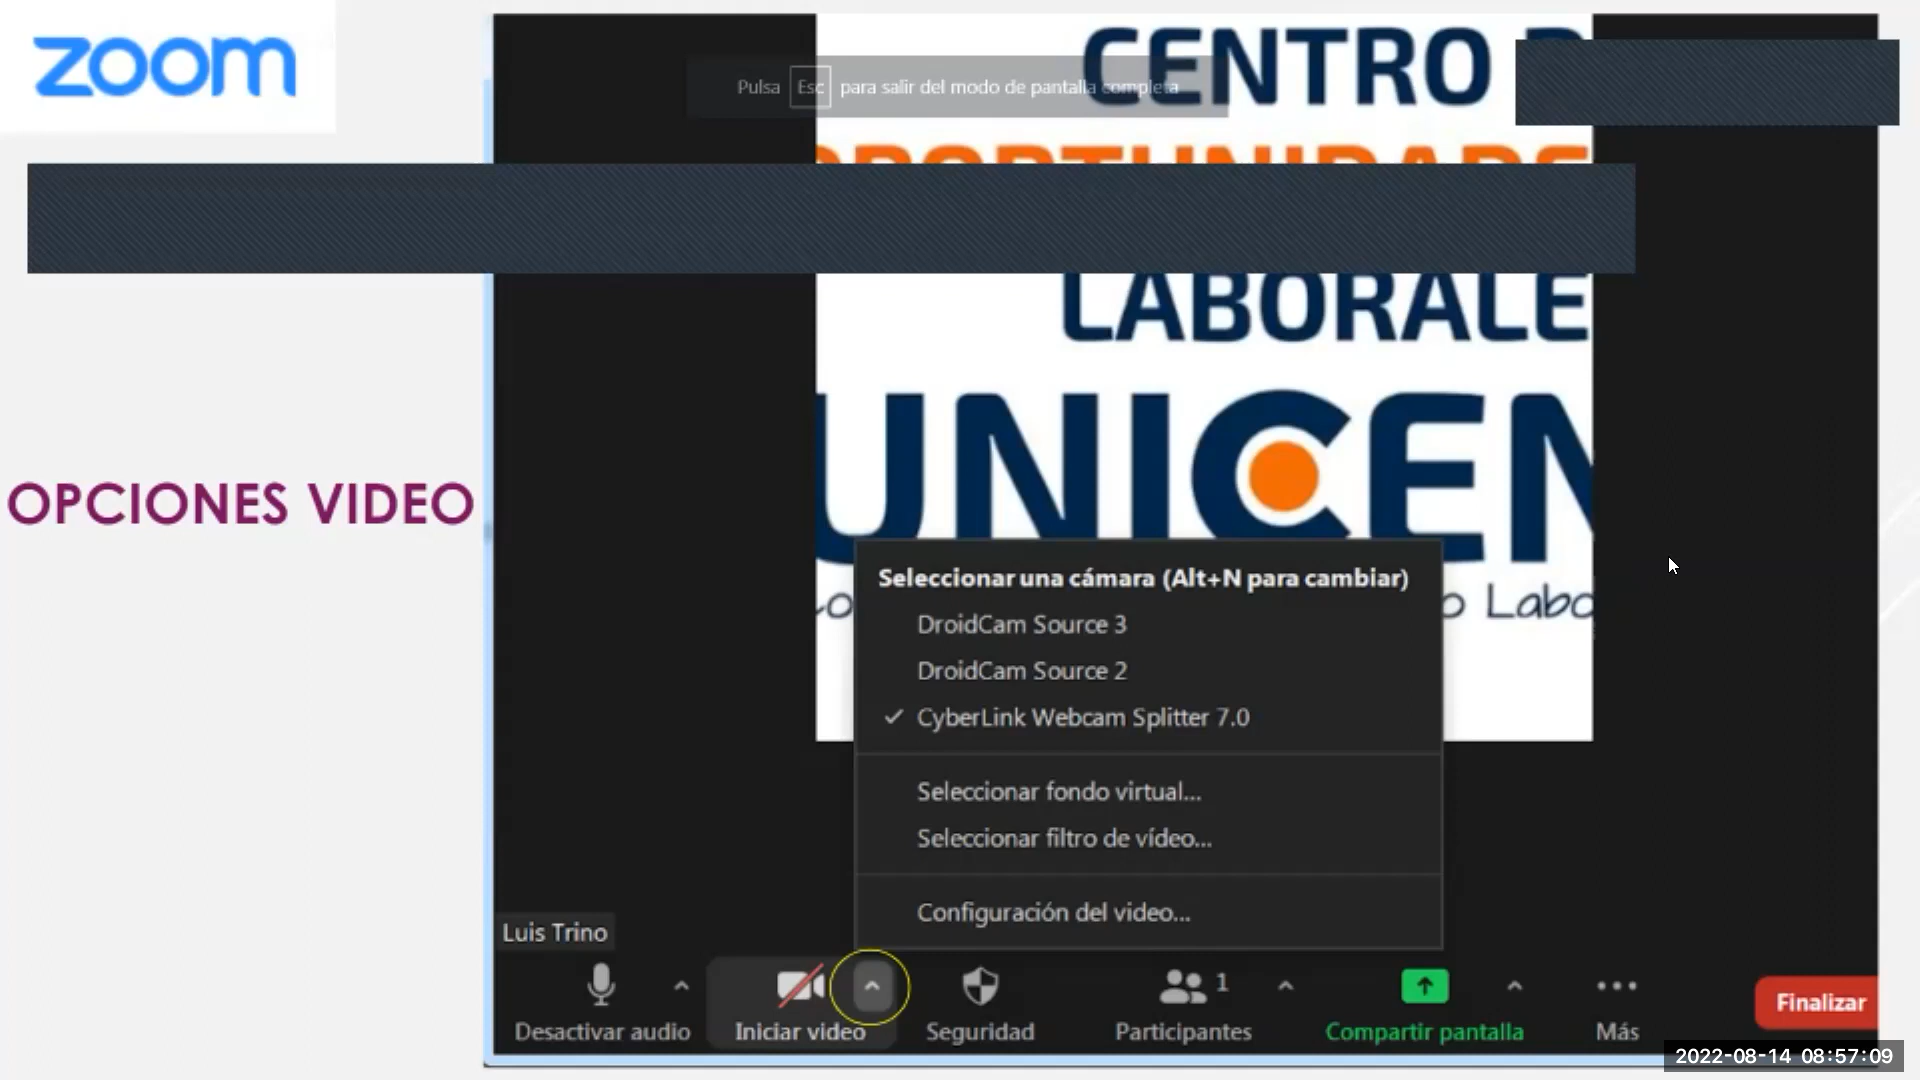 zoom
CENTRO
Pulsa Esc para salir del modo de pantalla completa
LABORALE
UNICEN
OPCIONES VIDEO
Seleccionar una cámara (Alt+N para cambiar)
DroidCam Source 3
o Labo
DroidCam Source 2
CyberLink Webcam Splitter 7.0
Seleccionar fondo virtual...
Seleccionar filtro de vídeo...
Configuración del video...
Luis Trino
1
Desactivar audio
Iniciar video
Seguridad
Participantes
Compartir pantalla
Más
Finalizar
2022-08-14 08:57:09